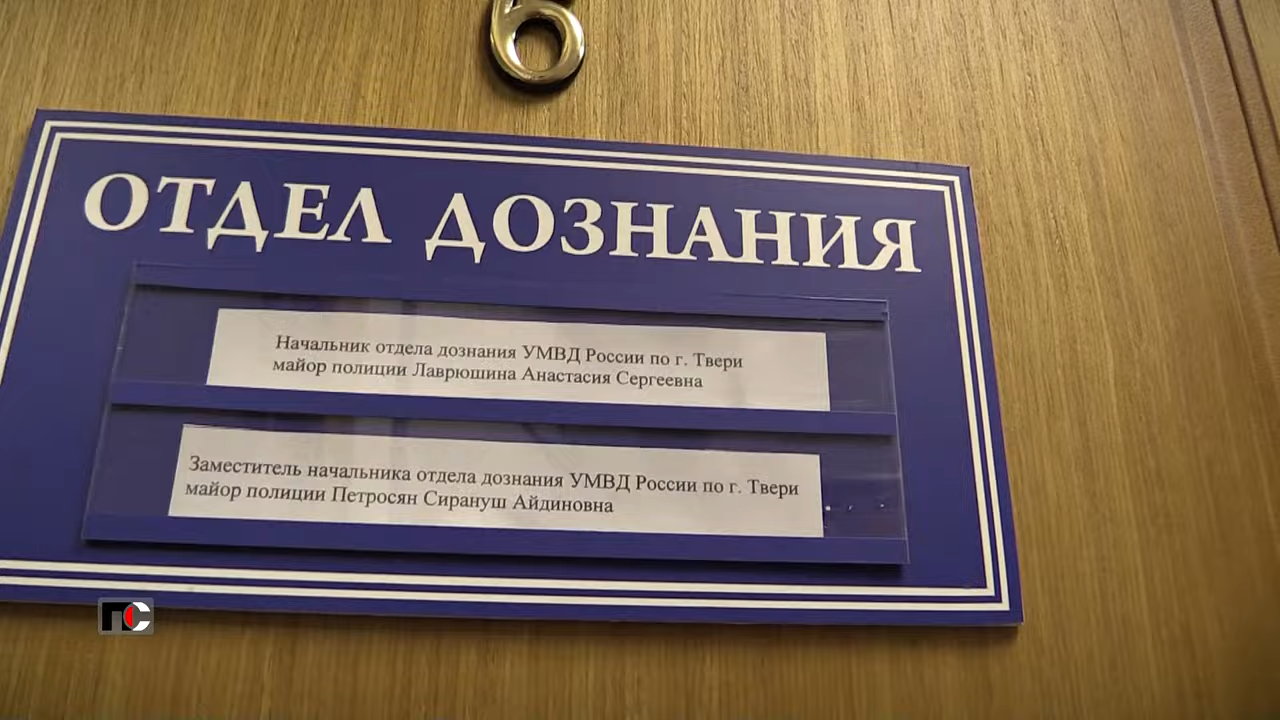 6
ОТДЕЛ ДОЗНАНИЯ
Начальник отдела дознания УМВД России по г. Твери
майор полиции Лаврюшина Анастасия Сергеевна
Заместитель начальника отдела дознания УМВД России по г. Твери
майор полиции Петросян Сирануш Айдиновна
ПС